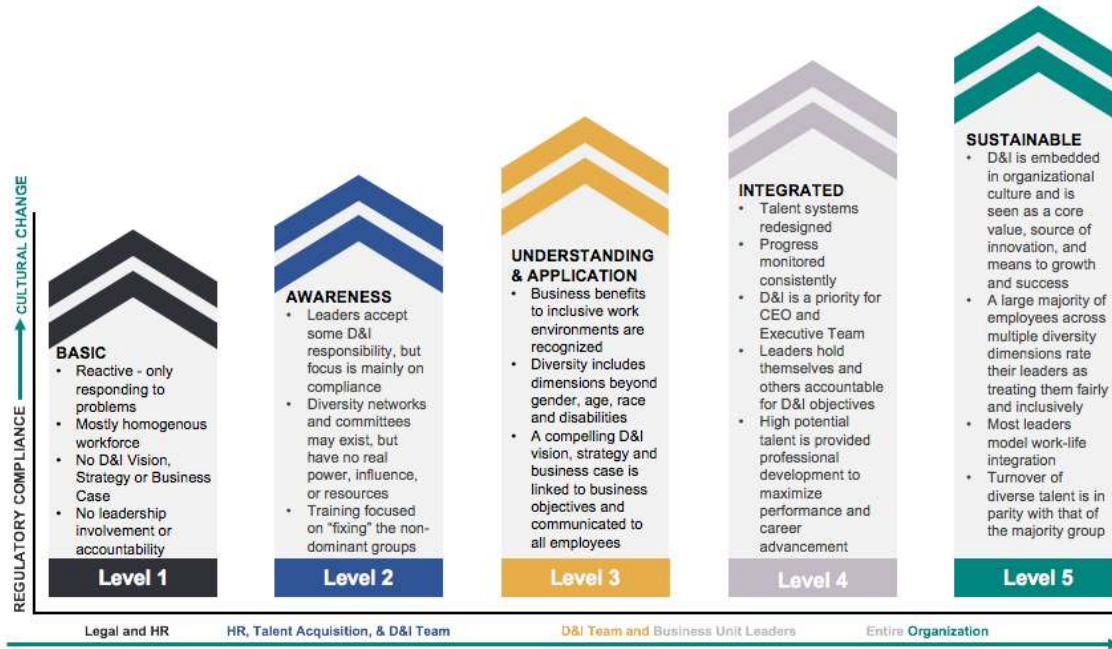 REGULATORY COMPLIANCE
CULTURAL CHANGE
BASIC
• Reactive - only
responding to
problems
• Mostly homogenous
workforce
• No D&I Vision,
Strategy or Business
Case
• No leadership
involvement or
accountability
Level 1
AWARENESS
• Leaders accept
some D&I
responsibility, but
focus is mainly on
compliance
• Diversity networks
and committees
may exist, but
have no real
power, influence,
or resources
• Training focused
on “fixing” the non-
dominant groups
Level 2
UNDERSTANDING
& APPLICATION
• Business benefits
to inclusive work
environments are
recognized
• Diversity includes
dimensions beyond
gender, age, race
and disabilities
• A compelling D&I
vision, strategy and
business case is
linked to business
objectives and
communicated to
all employees
Level 3
INTEGRATED
• Talent systems
redesigned
• Progress
monitored
consistently
• D&I is a priority for
CEO and
Executive Team
• Leaders hold
themselves and
others accountable
for D&I objectives
• High potential
talent is provided
professional
development to
maximize
performance and
career
advancement
Level 4
SUSTAINABLE
• D&I is embedded
in organizational
culture and is
seen as a core
value, source of
innovation, and
means to growth
and success
• A large majority of
employees across
multiple diversity
dimensions rate
their leaders as
treating them fairly
and inclusively
• Most leaders
model work-life
integration
• Turnover of
diverse talent is in
parity with that of
the majority group
Level 5
Legal and HR
HR, Talent Acquisition, & D&I Team
D&I Team and Business Unit Leaders
Entire Organization